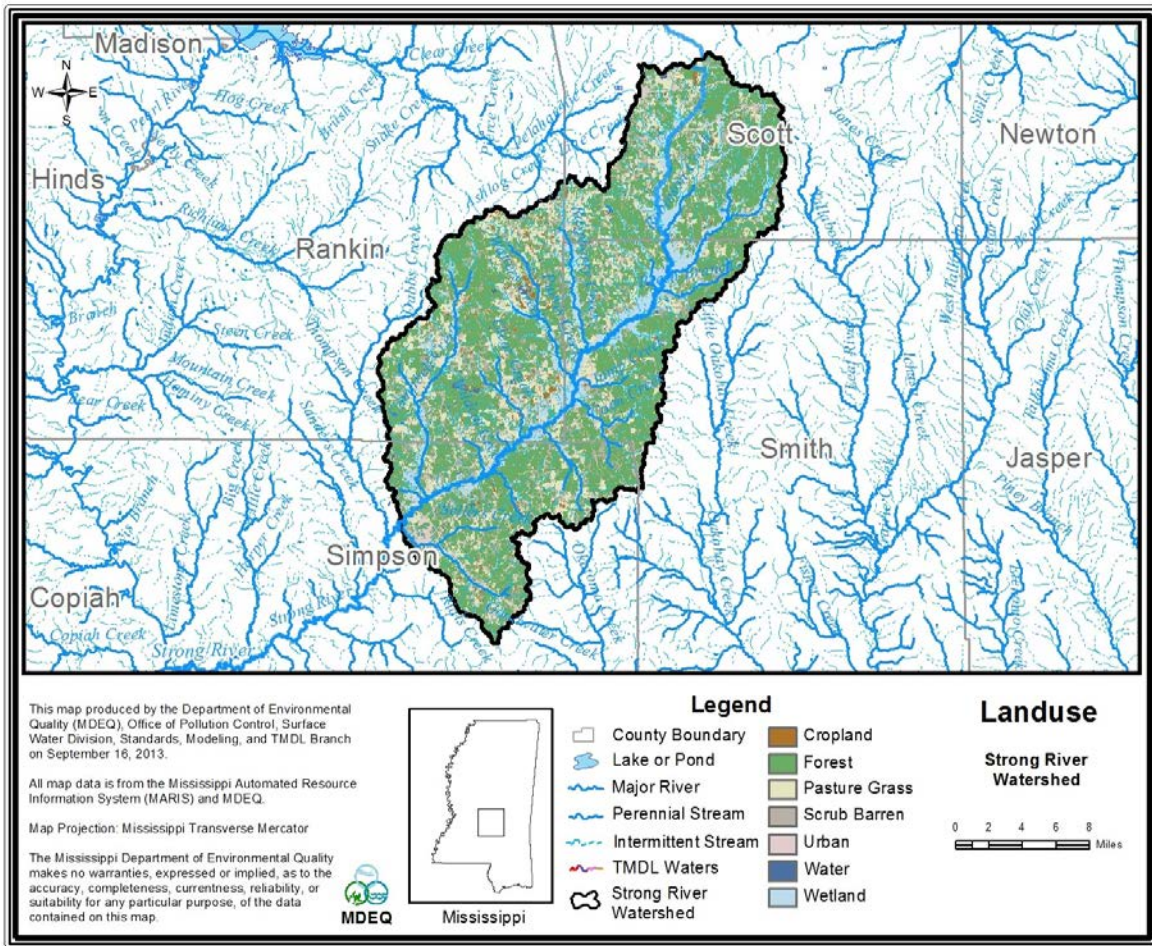 Madison
Clear Creek
N
W E
S
Pearl River
Hog Creek
Scott
Newton
Hinds
Richland Creek
Rankin
Steen Creek
Mountain Creek
Hominy Creek
Bear Creek
Sanders Creek
Thompson Creek
Smith
Jasper
Simpson
Strong River
Copiah
Copiah Creek
Strong River
This map produced by the Department of Environmental
Quality (MDEQ), Office of Pollution Control, Surface
Water Division, Standards, Modeling, and TMDL Branch
on September 16, 2013.
All map data is from the Mississippi Automated Resource
Information System (MARIS) and MDEQ.
Map Projection: Mississippi Transverse Mercator
The Mississippi Department of Environmental Quality
makes no warranties, expressed or implied, as to the
accuracy, completeness, currentness, reliability, or
suitability for any particular purpose, of the data
contained on this map.
MDEQ
Mississippi
Legend
County Boundary
Lake or Pond
Major River
Perennial Stream
Intermittent Stream
TMDL Waters
Strong River
Watershed
Cropland
Forest
Pasture Grass
Scrub Barren
Urban
Water
Wetland
Landuse
Strong River
Watershed
0 2 4 6 8
Miles